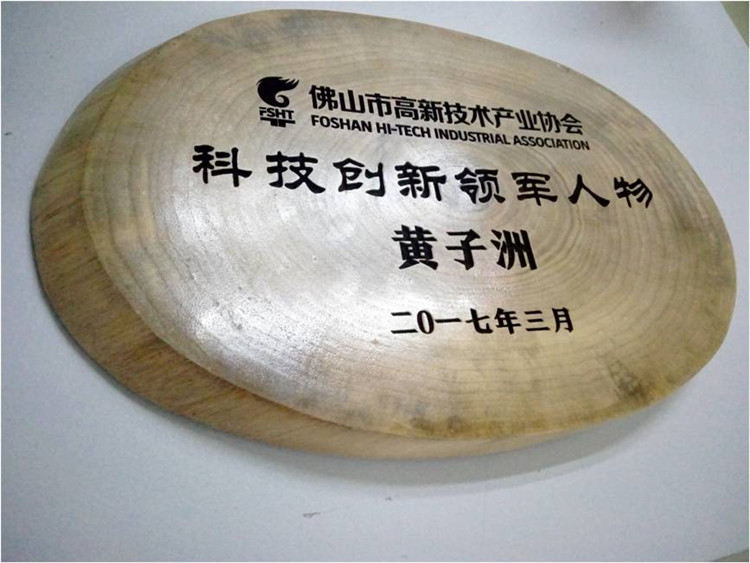 FSHT
佛山市高新技术产业协会
FOSHAN HI-TECH INDUSTRIAL ASSOCIATION
科技创新领军人物
黄子洲
二0一七年三月